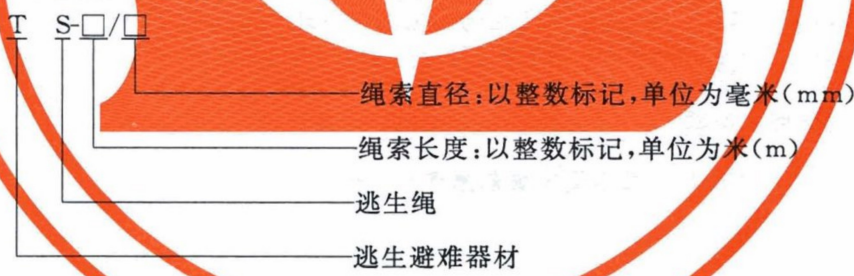 T S-□/□
绳索直径:以整数标记,单位为毫米(mm)
绳索长度:以整数标记,单位为米(m)
逃生绳
逃生避难器材